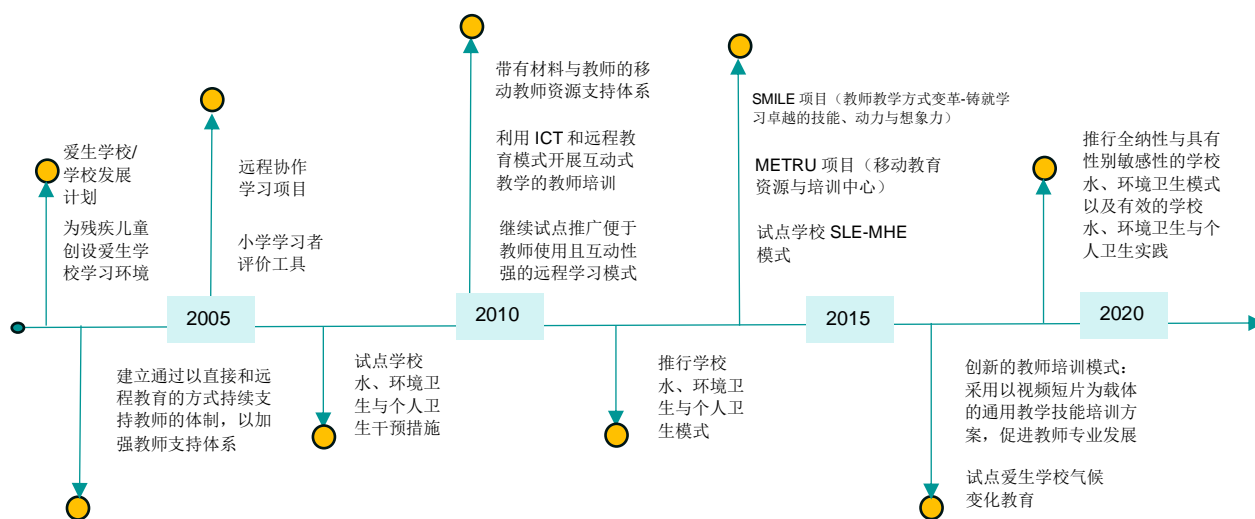 爱生学校/
学校发展
计划
为残疾儿童
创设爱生学
校学习环境
远程协作
学习项目
小学学习者
评价工具
带有材料与教师的移
动教师资源支持体系
利用 ICT 和远程教
育模式开展互动式
教学的教师培训
继续试点推广便于
教师使用且互动性
强的远程学习模式
SMILE 项目（教师教学方式变革-铸就学
习卓越的技能、动力与想象力）
METRU 项目（移动教育
资源与培训中心）
试点学校 SLE-MHE
模式
推行全纳性与具有
性别敏感性的学校
水、环境卫生模式
以及有效的学校
水、环境卫生与个
人卫生实践
2005
2010
2015
2020
建立通过以直接和远
程教育的方式持续支
持教师的体制，以加
强教师支持体系
试点学校
水、环境卫
生与个人卫
生干预措施
推行学校
水、环境卫
生与个人卫
生模式
创新的教师培训模式：
采用以视频短片为载体
的通用教学技能培训方
案，促进教师专业发展
试点爱生学校气候
变化教育